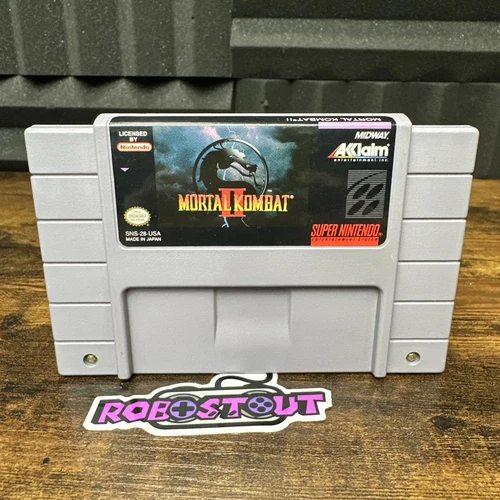 MORTAL KOMBAT II
LICENSED
BY
Nintendo
MIDWAY
AKKlaim
entertainment, inc.
MORTAL KOMBAT
II
SNS-28-USA
MADE IN JAPAN
SUPER NINTENDO
ENTERTAINMENT SYSTEM
ROBOSTOUT